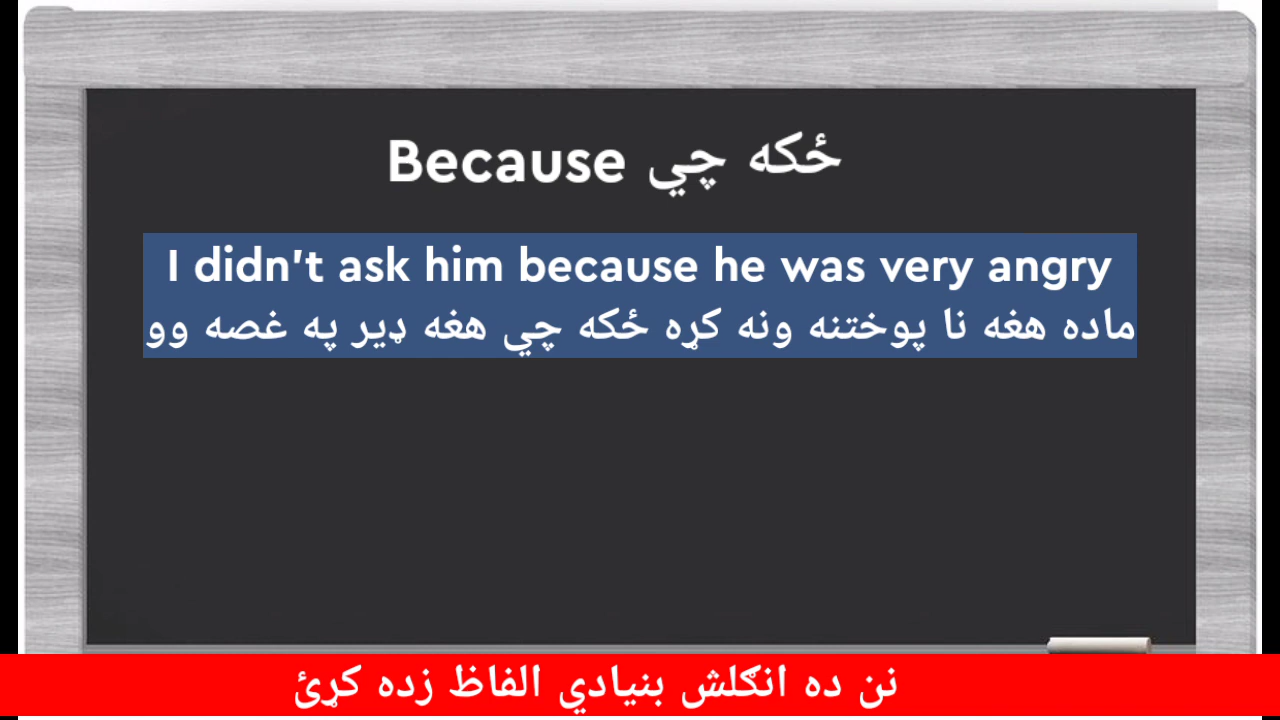 Because ځکه چي
I didn't ask him because he was very angry
ماده هغه نا پوختنه ونه کړه ځکه چي هغه ډیر په غصه وو
نن ده انګلش بنیادي الفاظ زده کړئ